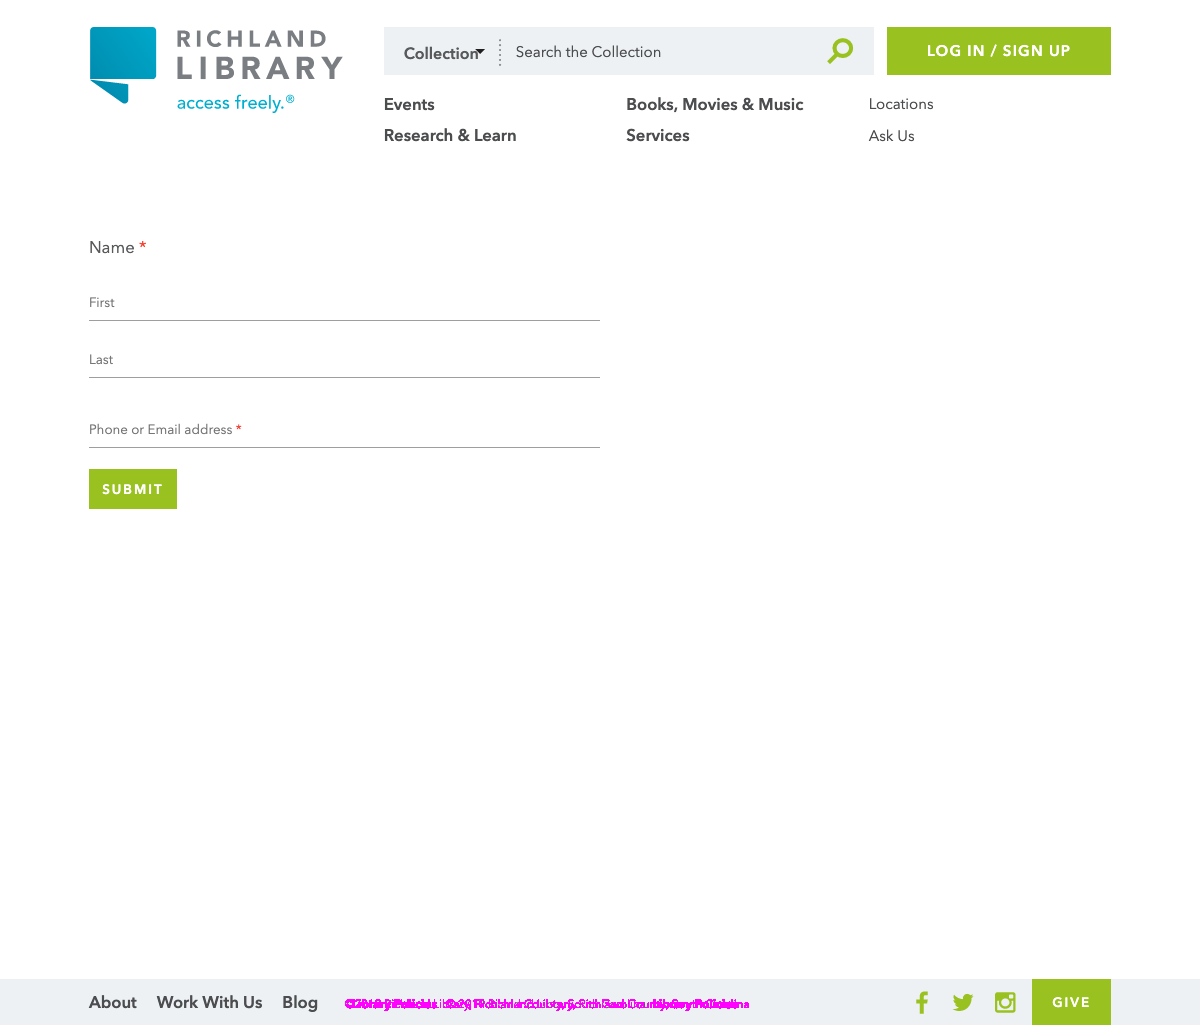 RICHLAND
LIBRARY
access freely.®
Collection
Search the Collection
LOG IN / SIGN UP
Events
Books, Movies & Music
Locations
Research & Learn
Services
Ask Us
Name *
First
Last
Phone or Email address *
SUBMIT
About
Work With Us
Blog
GIVE